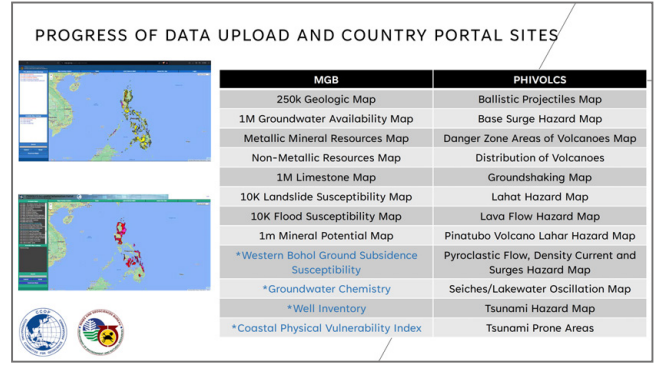 PROGRESS OF DATA UPLOAD AND COUNTRY PORTAL SITES
MGB PHIVOLCS
250k Geologic Map Ballistic Projectiles Map
1M Groundwater Availability Map Base Surge Hazard Map
Metallic Mineral Resources Map Danger Zone Areas of Volcanoes Map
Non-Metallic Resources Map Distribution of Volcanoes
1M Limestone Map Groundshaking Map
10K Landslide Susceptibility Map Lahat Hazard Map
10K Flood Susceptibility Map Lava Flow Hazard Map
1m Mineral Potential Map Pinatubo Volcano Lahar Hazard Map
*Western Bohol Ground Subsidence
Susceptibility
Pyroclastic Flow, Density Current and
Surges Hazard Map
*Groundwater Chemistry Seiches/Lakewater Oscillation Map
*Well Inventory Tsunami Hazard Map
*Coastal Physical Vulnerability Index Tsunami Prone Areas
CCOP